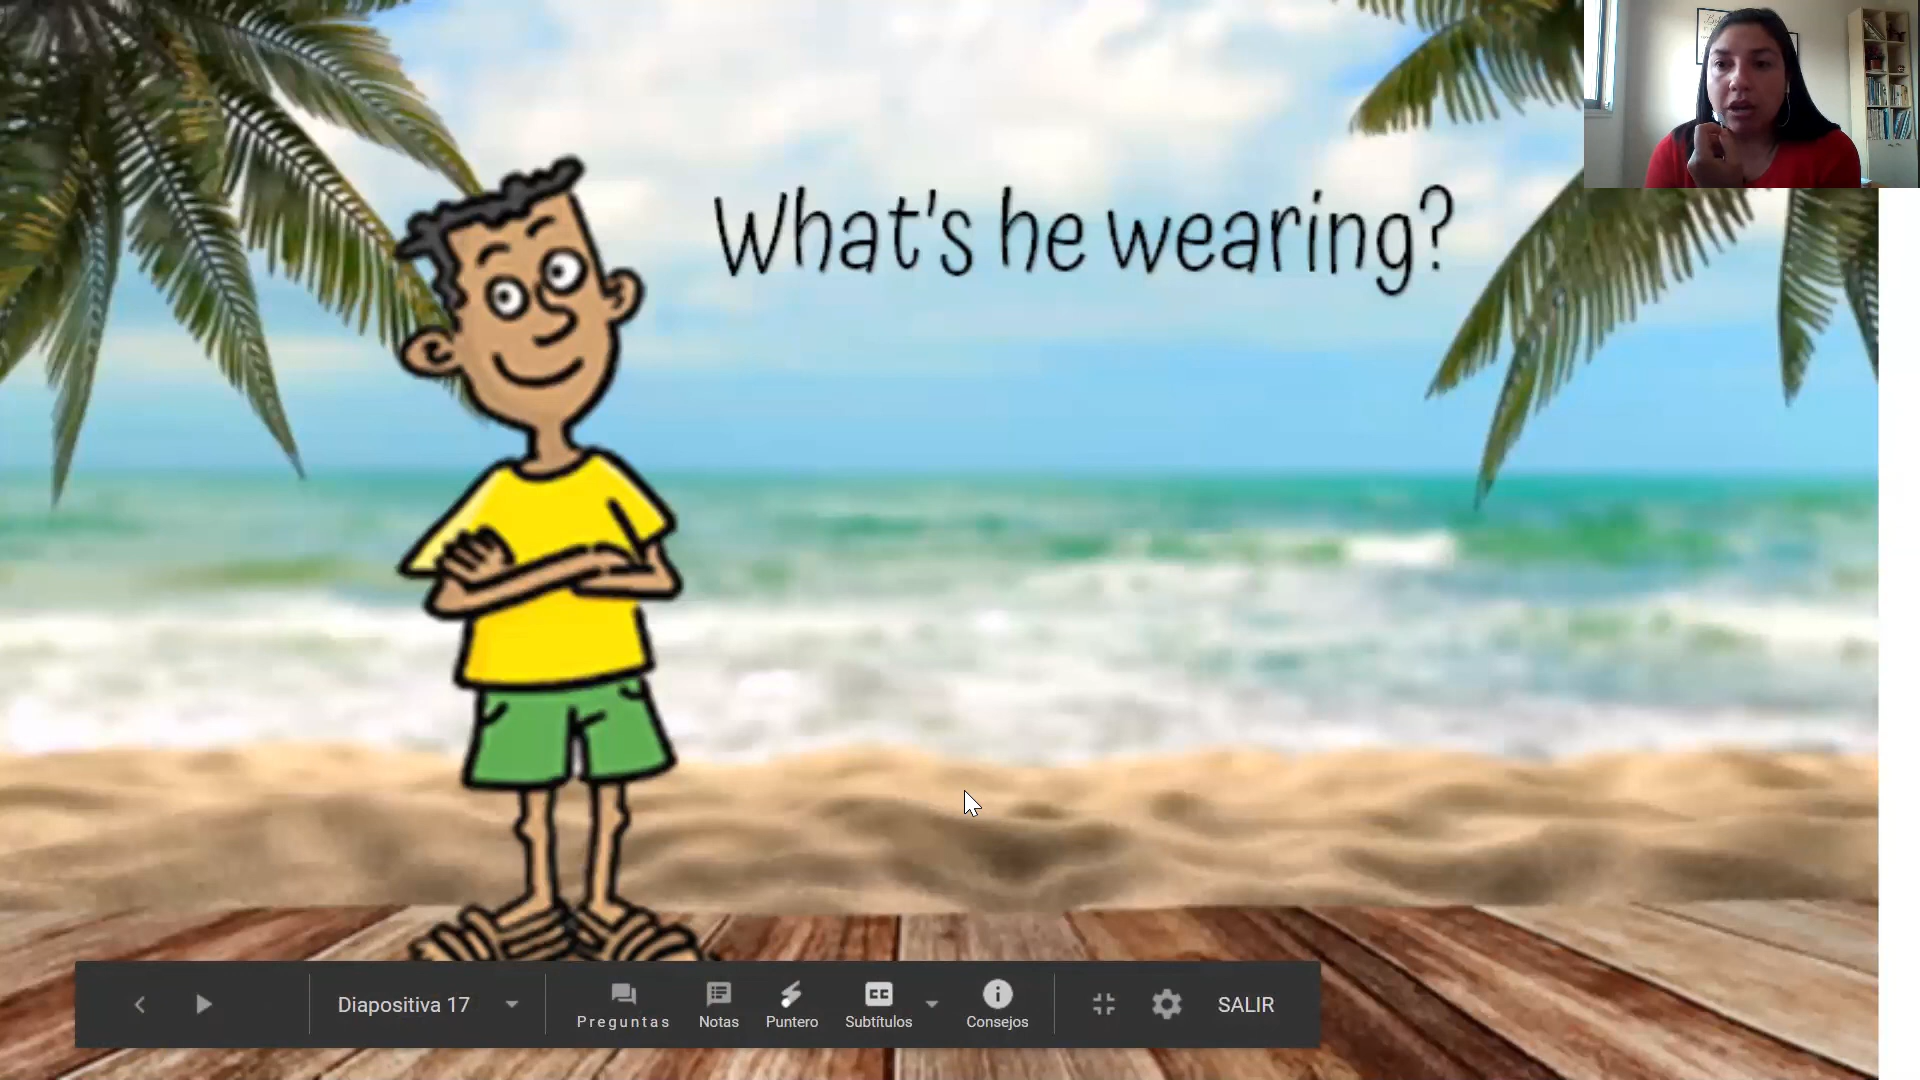 What's he wearing?
Diapositiva 17
Preguntas
Notas
Puntero
Subtítulos
Consejos
SALIR